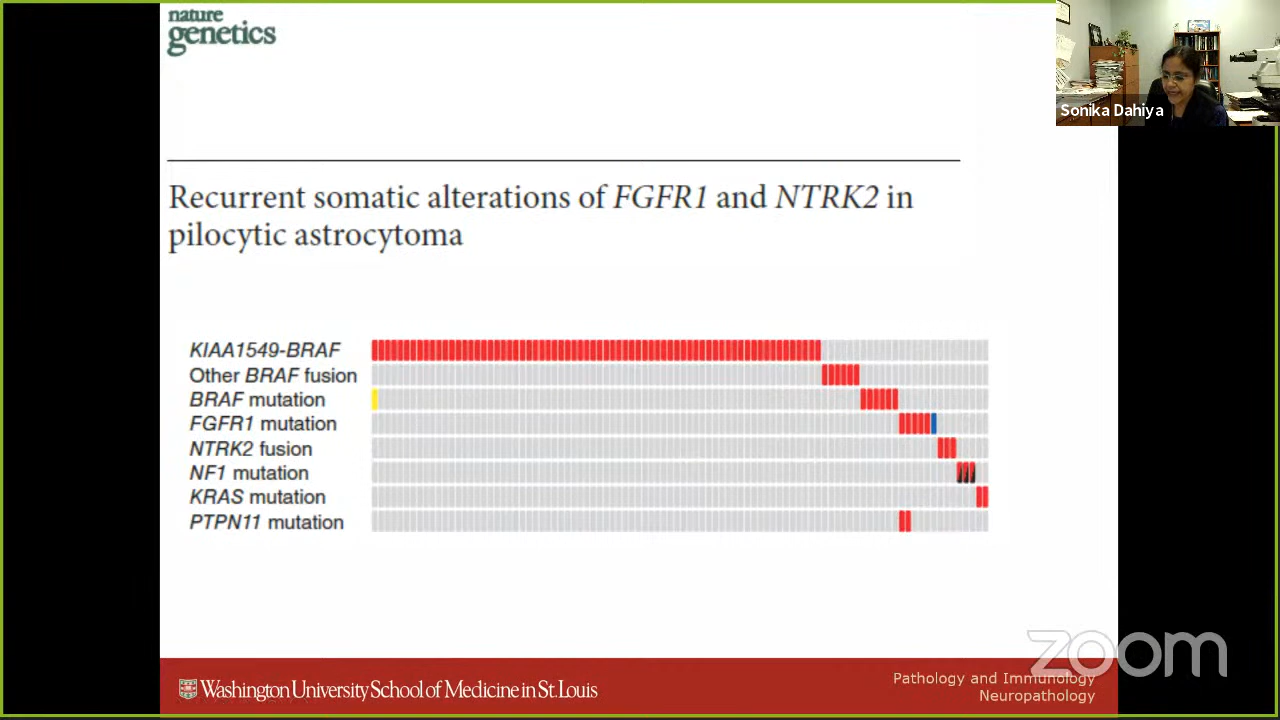 nature
genetics
Sonika Dahiya
Recurrent somatic alterations of FGFR1 and NTRK2 in
pilocytic astrocytoma
KIAA1549-BRAF
Other BRAF fusion
BRAF mutation
FGFR1 mutation
NTRK2 fusion
NF1 mutation
KRAS mutation
PTPN11 mutation
zoom
Washington University School of Medicine in St. Louis
Pathology and Immunology
Neuropathology